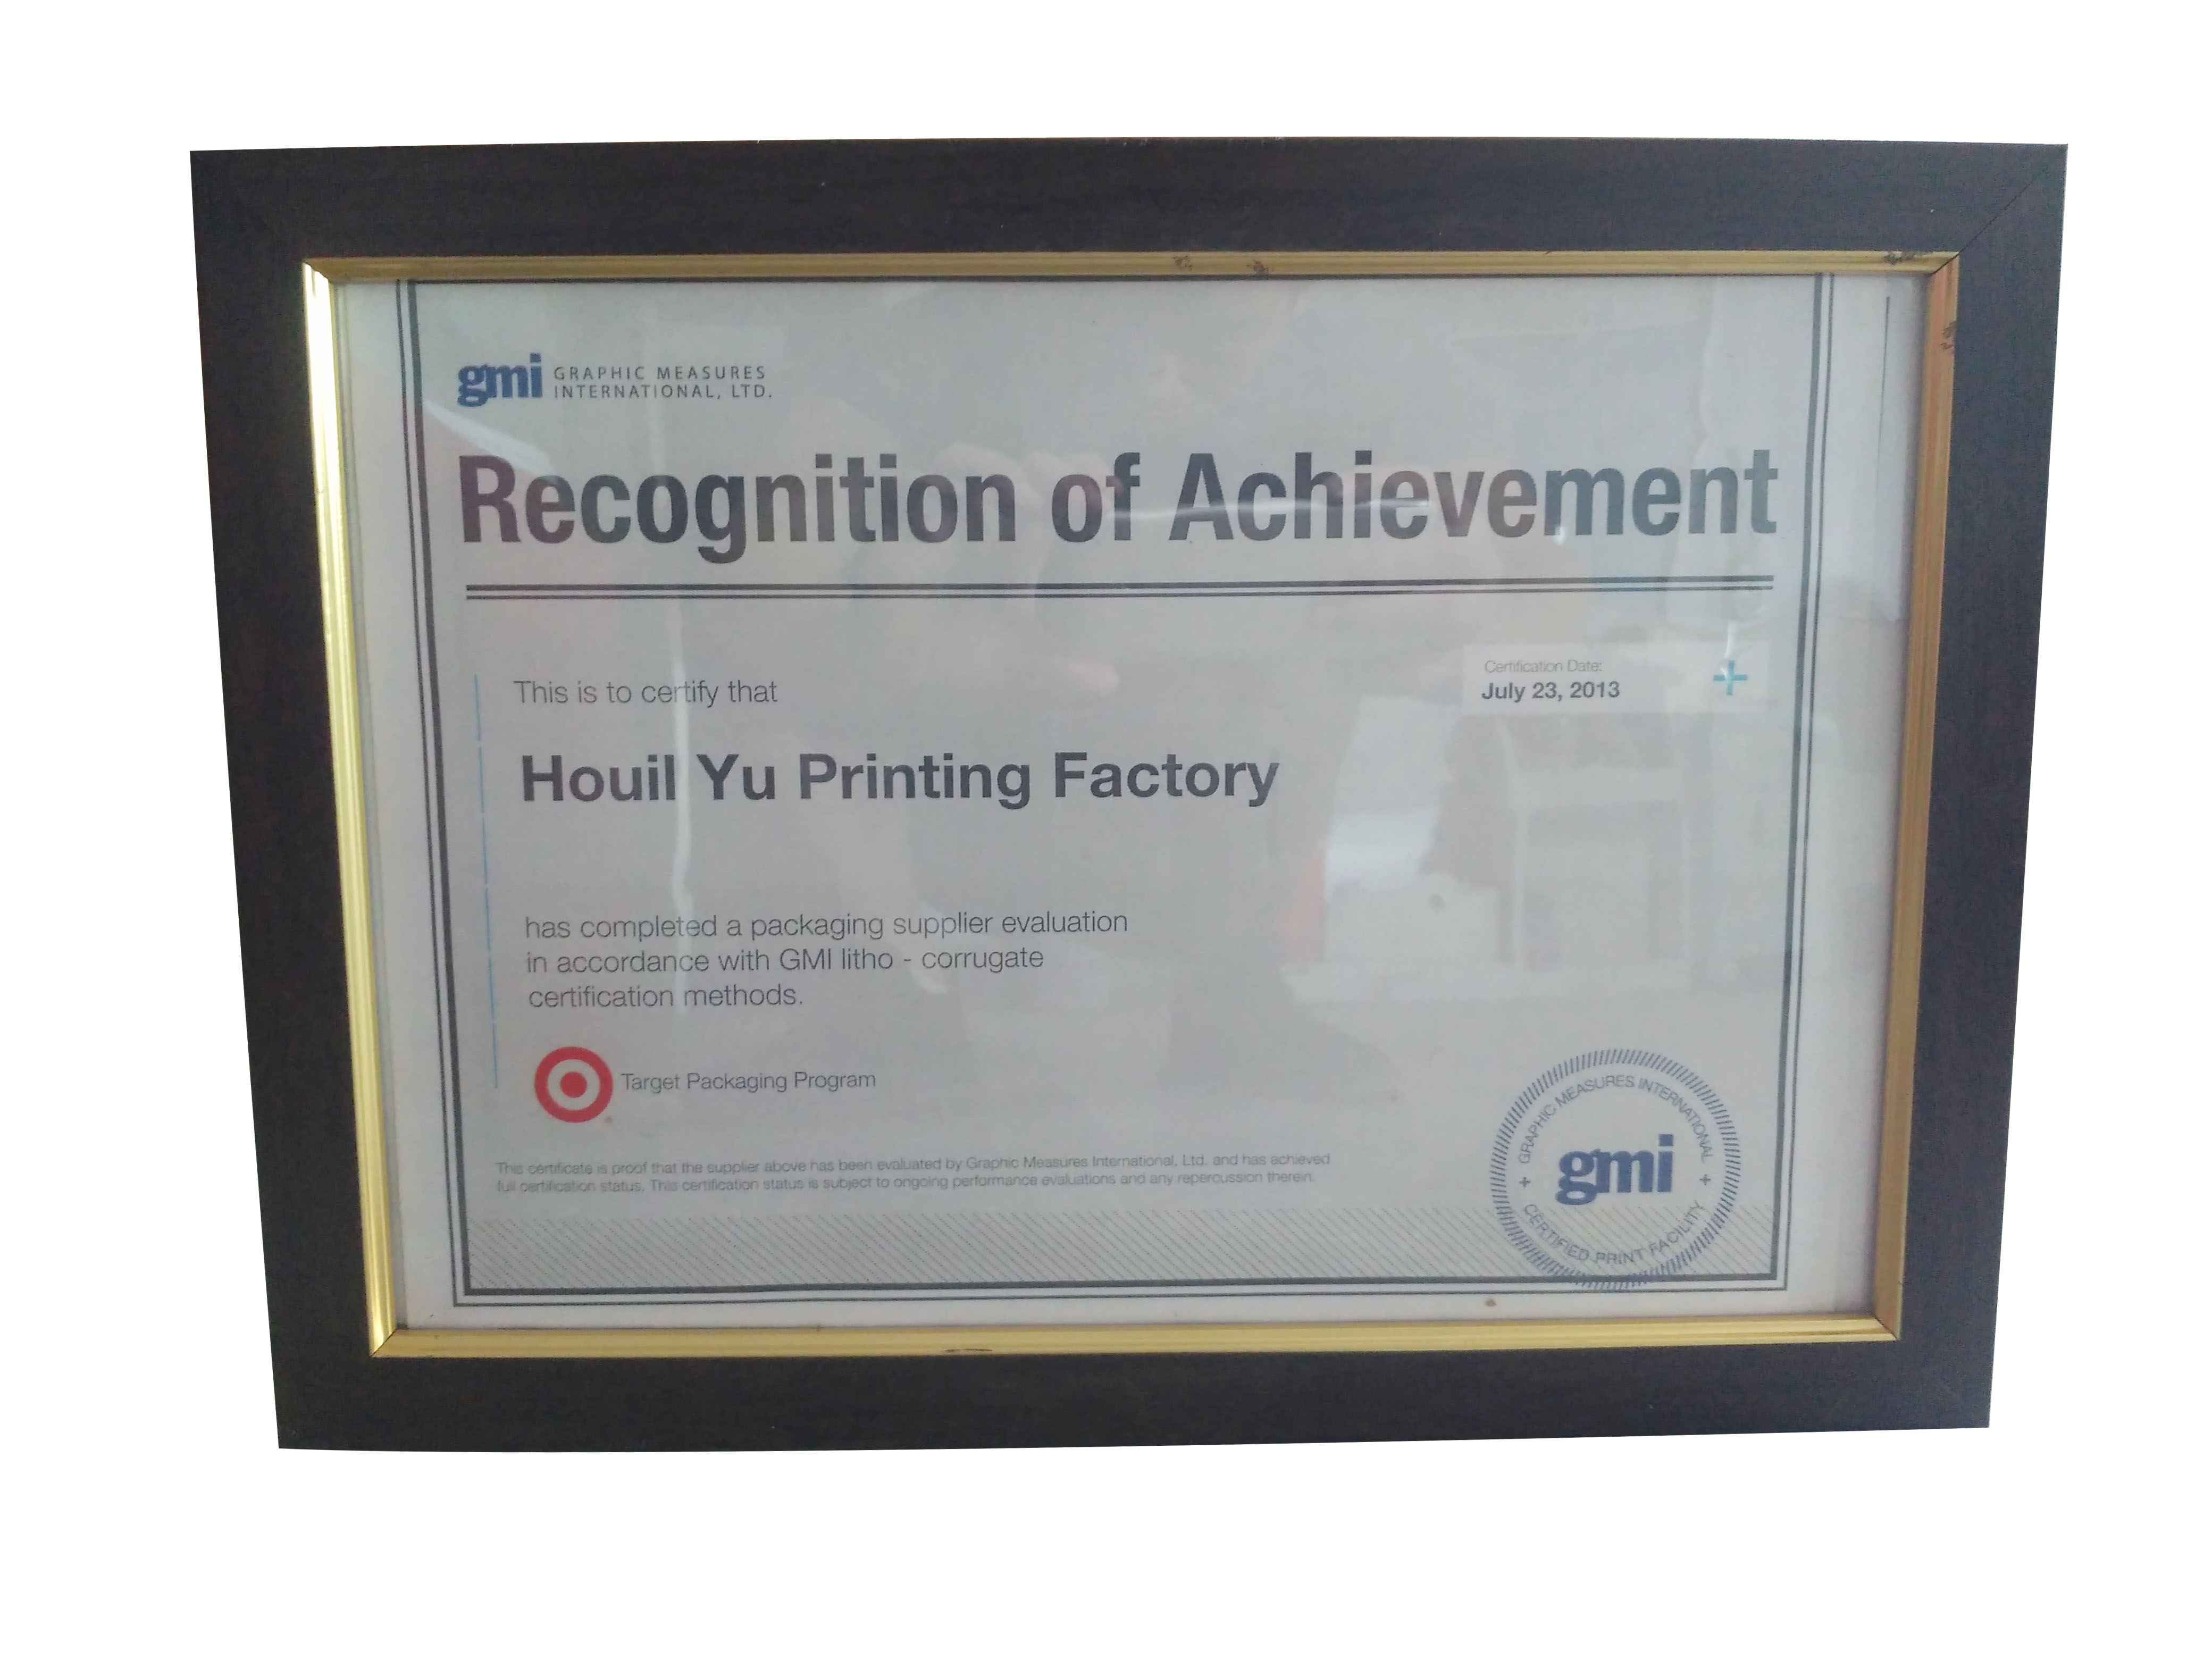 gmi GRAPHIC MEASURES
INTERNATIONAL, LTD.
Recognition of Achievement
Certification Date:
July 23, 2013
This is to certify that
Houil Yu Printing Factory
has completed a packaging supplier evaluation
in accordance with GMI litho - corrugate
certification methods.
Target Packaging Program
This certificate is proof that the supplier above has been evaluated by Graphic Measures International, Ltd. and has achieved
full certification status. This certification status is subject to ongoing performance evaluations and any repercussion therein.
GRAPHIC MEASURES INTERNATIONAL
gmi
CERTIFIED PRINT FACILITY